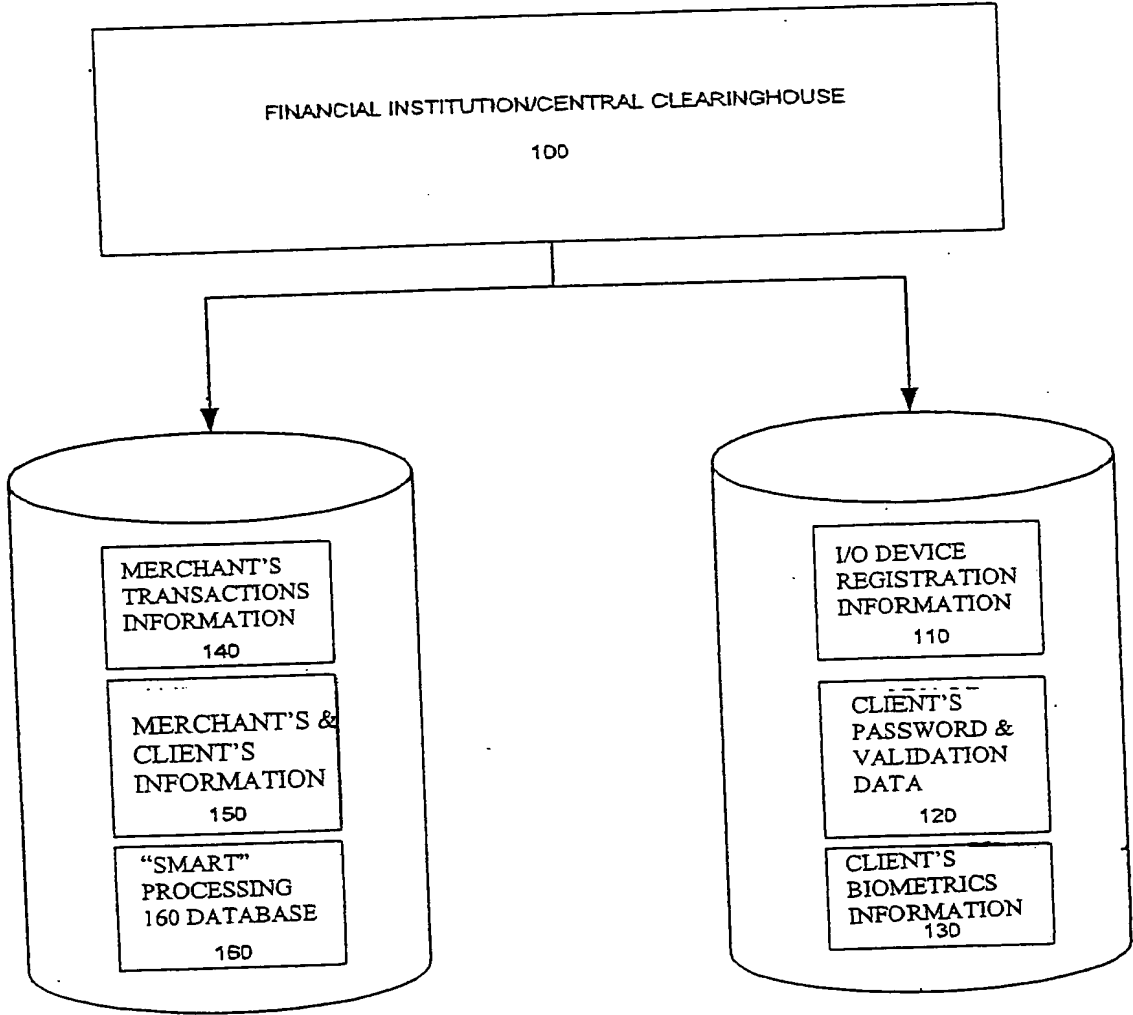 FINANCIAL INSTITUTION/CENTRAL CLEARINGHOUSE
100
MERCHANT'S
TRANSACTIONS
INFORMATION
140
MERCHANT'S &
CLIENT'S
INFORMATION
150
“SMART”
PROCESSING
160 DATABASE
160
I/O DEVICE
REGISTRATION
INFORMATION
110
CLIENT'S
PASSWORD &
VALIDATION
DATA
120
CLIENT'S
BIOMETRICS
INFORMATION
130